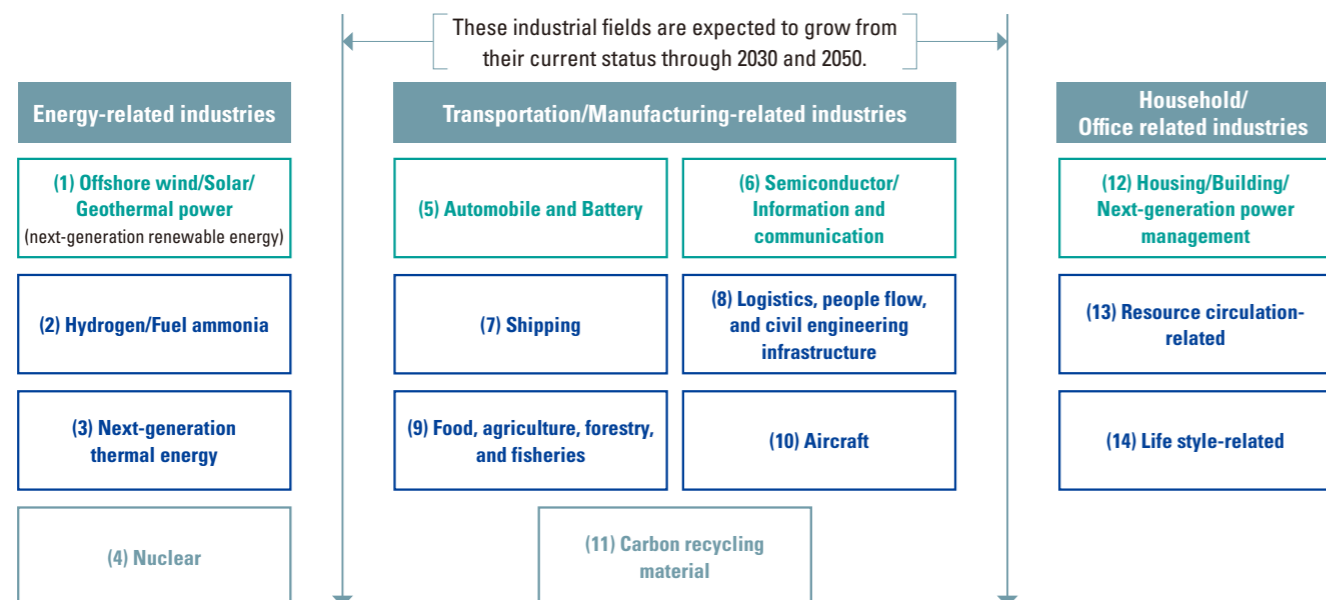 These industrial fields are expected to grow from
their current status through 2030 and 2050.
Energy-related industries
Transportation/Manufacturing-related industries
Household/
Office related industries
(1) Offshore wind/Solar/
Geothermal power
(next-generation renewable energy)
(5) Automobile and Battery
(6) Semiconductor/
Information and
communication
(12) Housing/Building/
Next-generation power
management
(2) Hydrogen/Fuel ammonia
(7) Shipping
(8) Logistics, people flow,
and civil engineering
infrastructure
(13) Resource circulation-
related
(3) Next-generation
thermal energy
(9) Food, agriculture, forestry,
and fisheries
(10) Aircraft
(14) Life style-related
(4) Nuclear
(11) Carbon recycling
material